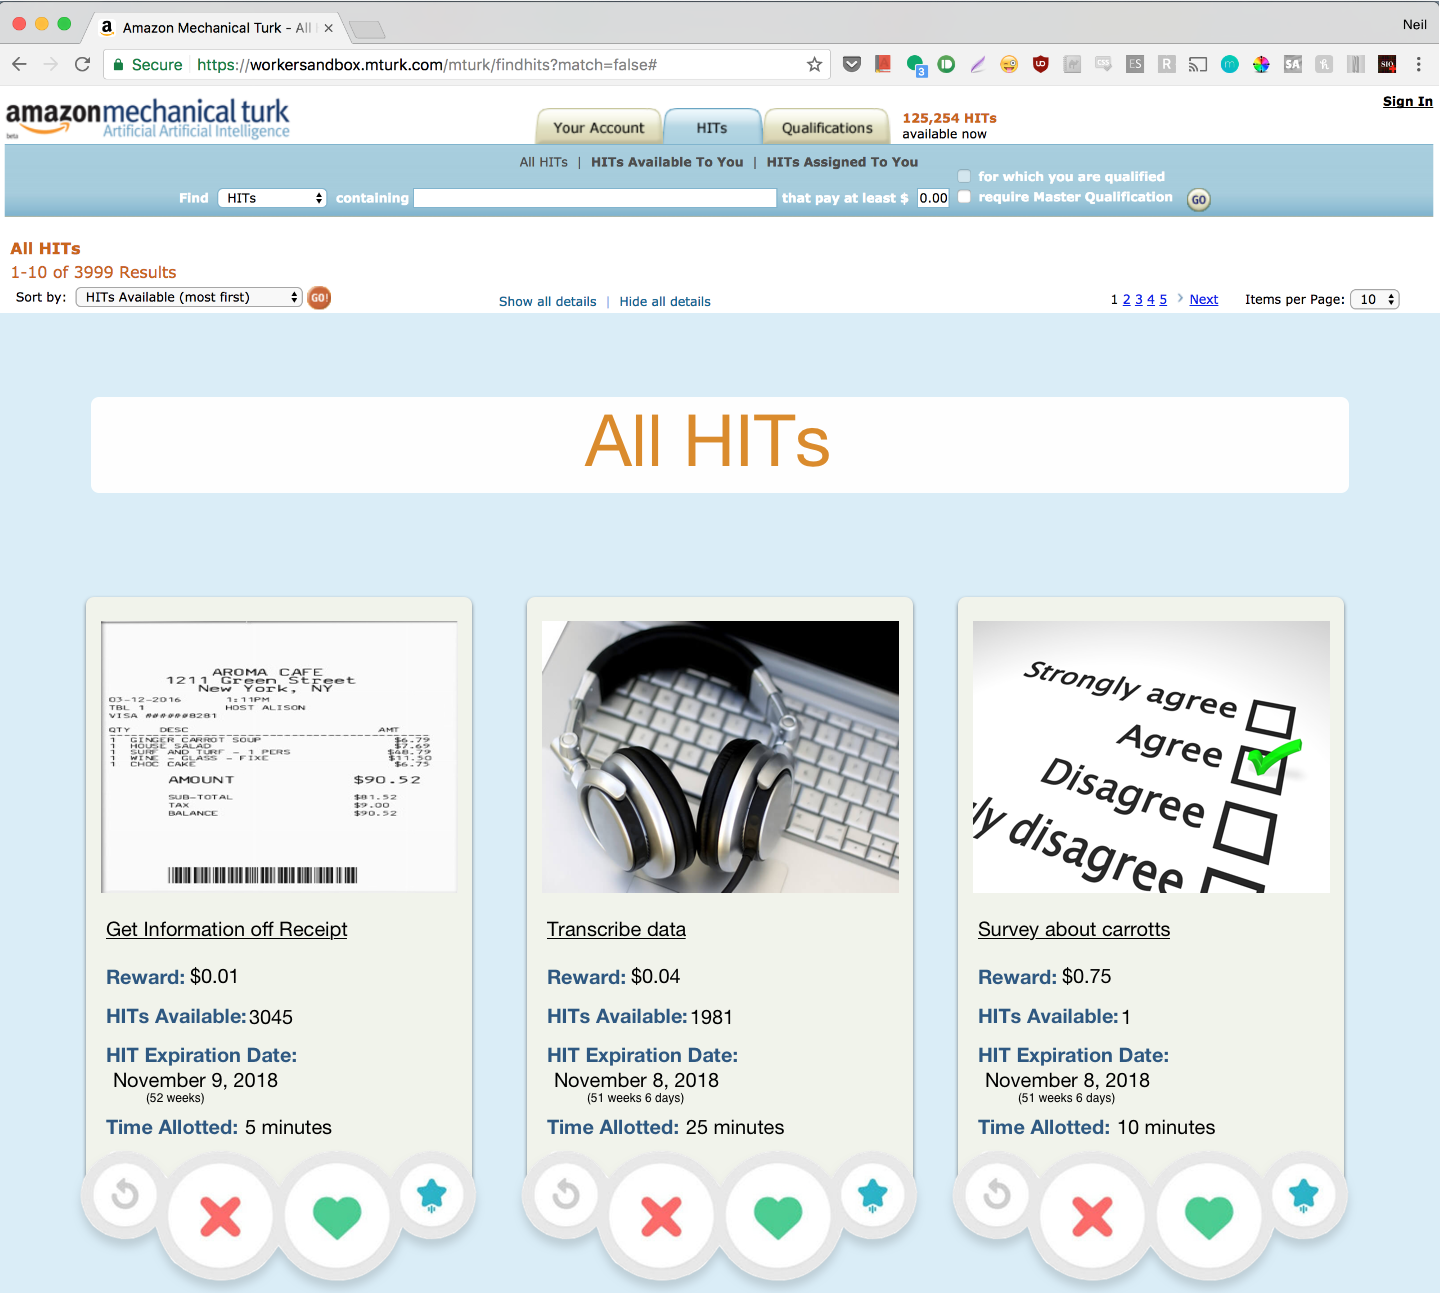 Amazon Mechanical Turk - All
Neil
Secure https://workersandbox.mturk.com/mturk/findhits?match=false#
3
UD
CSS
ES
R
m
SA
SIO
amazonmechanical turk
beta
Artificial Artificial Intelligence
Your Account
HITs
Qualifications
125,254 HITs
available now
Sign In
All HITs | HITs Available To You | HITs Assigned To You
for which you are qualified
Find HITs containing that pay at least $ 0.00 require Master Qualification GO
All HITs
1-10 of 3999 Results
Sort by: HITs Available (most first) GO!
Show all details | Hide all details
1 2 3 4 5 › Next
Items per Page: 10
All HITs
AROMA CAFE
1211 Green Street
New York, NY
03-12-2016 1:11PM
TBL 1 HOST ALISON
VISA ######8281
QTY DESC AMT
1 GINGER CARROT SOUP $6.79
1 HOUSE SALAD $7.69
1 SURF AND TURF - 1 PERS $48.79
1 WINE - GLASS - FIXE $11.50
1 CHOC CAKE $6.75
AMOUNT $90.52
SUB-TOTAL $81.52
TAX $9.00
BALANCE $90.52
Get Information off Receipt
Reward: $0.01
HITs Available: 3045
HIT Expiration Date:
November 9, 2018
(52 weeks)
Time Allotted: 5 minutes
Transcribe data
Reward: $0.04
HITs Available: 1981
HIT Expiration Date:
November 8, 2018
(51 weeks 6 days)
Time Allotted: 25 minutes
Strongly agree
Agree
Disagree
ly disagree
Survey about carrotts
Reward: $0.75
HITs Available: 1
HIT Expiration Date:
November 8, 2018
(51 weeks 6 days)
Time Allotted: 10 minutes